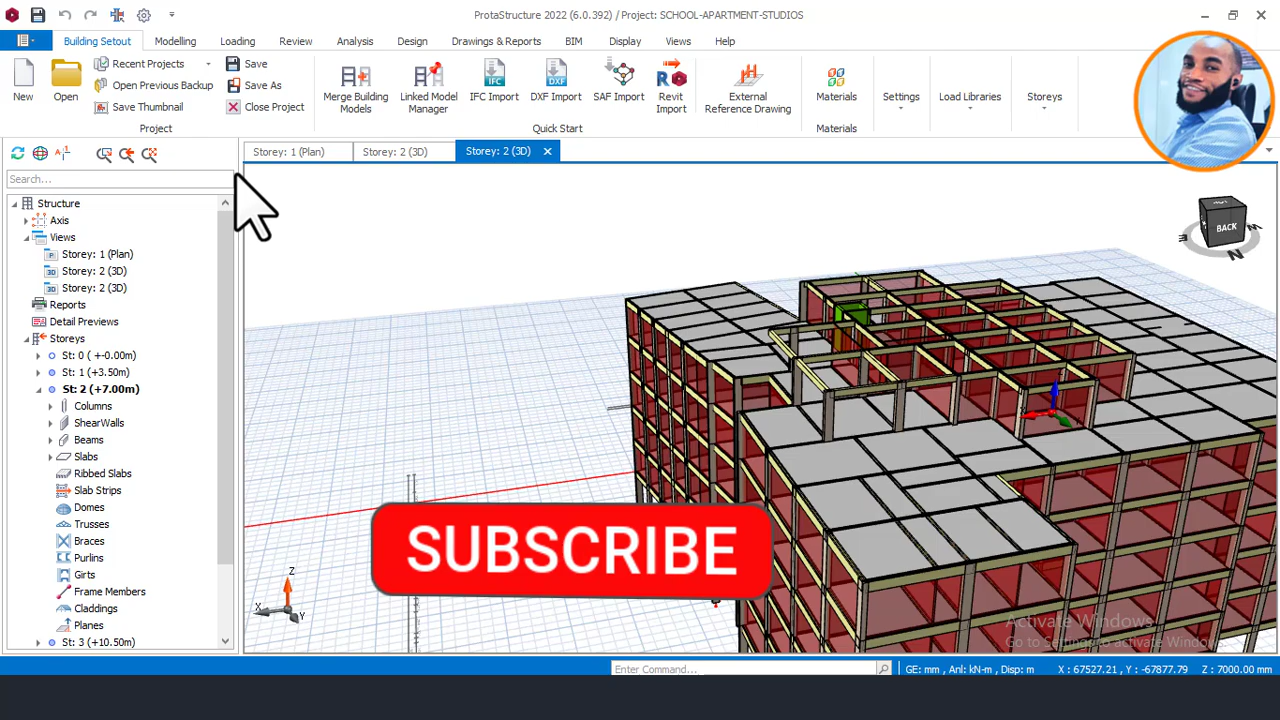 ProtaStructure 2022 (6.0.392) / Project: SCHOOL-APARTMENT-STUDIOS
Building Setout Modelling Loading Review Analysis Design Drawings & Reports BIM Display Views Help
New
Open
Recent Projects
Open Previous Backup
Save Thumbnail
Save
Save As
Close Project
Project
Merge Building Models
Linked Model Manager
IFC Import
DXF Import
SAF Import
Revit Import
External Reference Drawing
Quick Start
Materials
Materials
Settings
Load Libraries
Storeys
Storey: 1 (Plan) Storey: 2 (3D) Storey: 2 (3D)
Search...
Structure
Axis
Views
Storey: 1 (Plan)
Storey: 2 (3D)
Storey: 2 (3D)
Reports
Detail Previews
Storeys
St: 0 ( +-0.00m)
St: 1 (+3.50m)
St: 2 (+7.00m)
Columns
ShearWalls
Beams
Slabs
Ribbed Slabs
Slab Strips
Domes
Trusses
Braces
Purlins
Girts
Frame Members
Claddings
Planes
St: 3 (+10.50m)
BACK
N
Z
X
Y
SUBSCRIBE
Activate Windows
Go to Settings to activate Windows.
Enter Command...
GE: mm, Anl: kN-m, Disp: m X : 67527.21 , Y : -67877.79 Z : 7000.00 mm